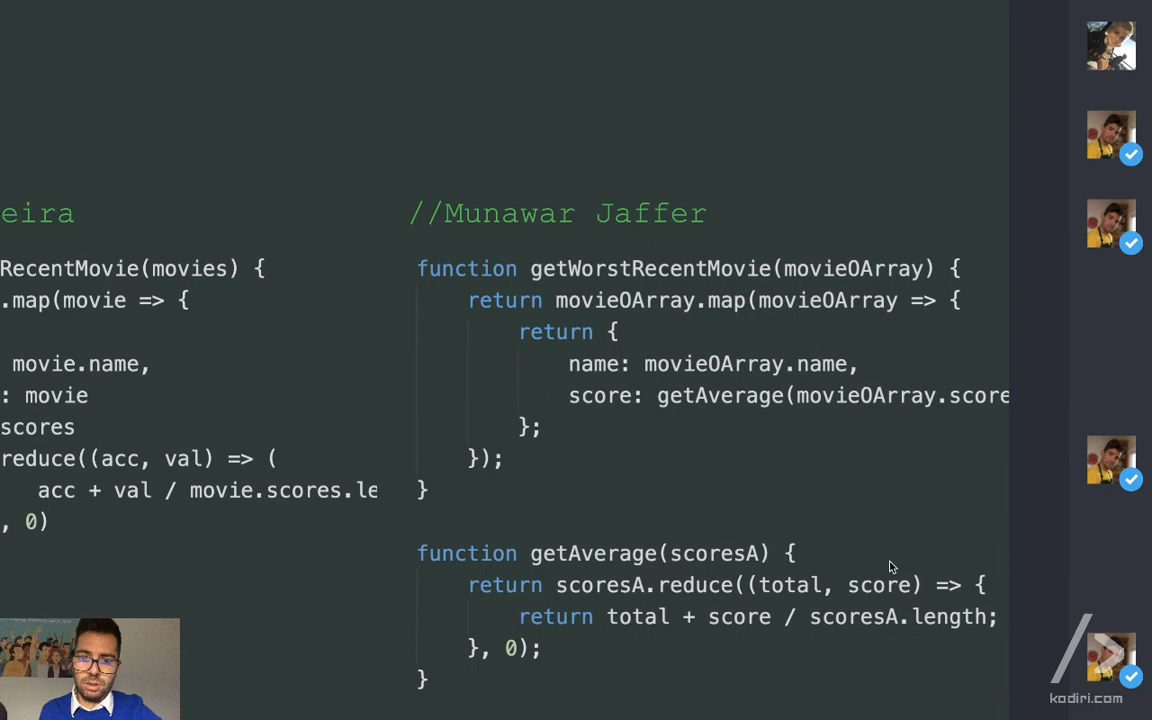 eira
RecentMovie(movies) {
.map(movie => {
movie.name,
: movie
scores
reduce((acc, val) => (
acc + val / movie.scores.le
, 0)
//Munawar Jaffer
function getWorstRecentMovie(movieOArray) {
return movieOArray.map(movieOArray => {
return {
name: movieOArray.name,
score: getAverage(movieOArray.score
};
});
}
function getAverage(scoresA) {
return scoresA.reduce((total, score) => {
return total + score / scoresA.length;
}, 0);
}
/>
kodiri.com